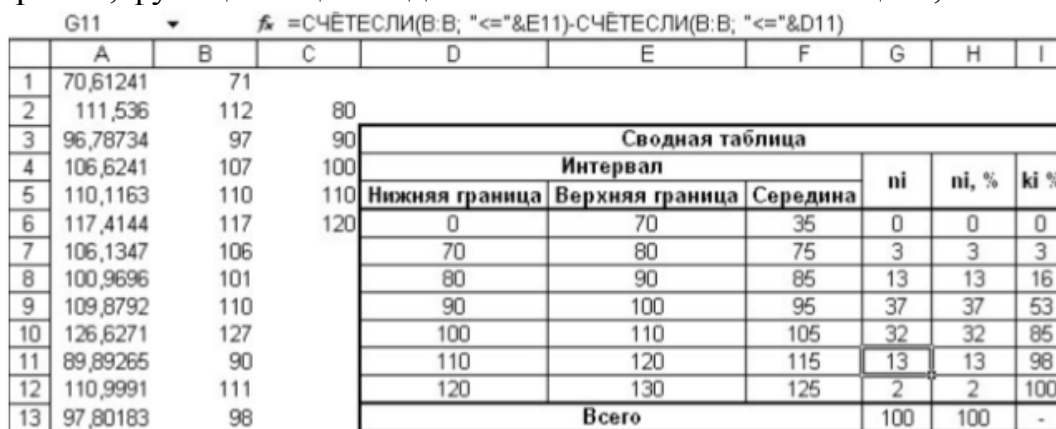 G11 fx =СЧЁТЕСЛИ(B:B; "<="&E11)-СЧЁТЕСЛИ(B:B; "<="&D11)
A B C D E F G H I
1 70,61241 71
2 111,536 112 80
3 96,78734 97 90 Сводная таблица
4 106,6241 107 100 Интервал ni ni, % ki %
5 110,1163 110 110 Нижняя граница Верхняя граница Середина
6 117,4144 117 120 0 70 35 0 0 0
7 106,1347 106 70 80 75 3 3 3
8 100,9696 101 80 90 85 13 13 16
9 109,8792 110 90 100 95 37 37 53
10 126,6271 127 100 110 105 32 32 85
11 89,89265 90 110 120 115 13 13 98
12 110,9991 111 120 130 125 2 2 100
13 97,80183 98 Всего 100 100 -